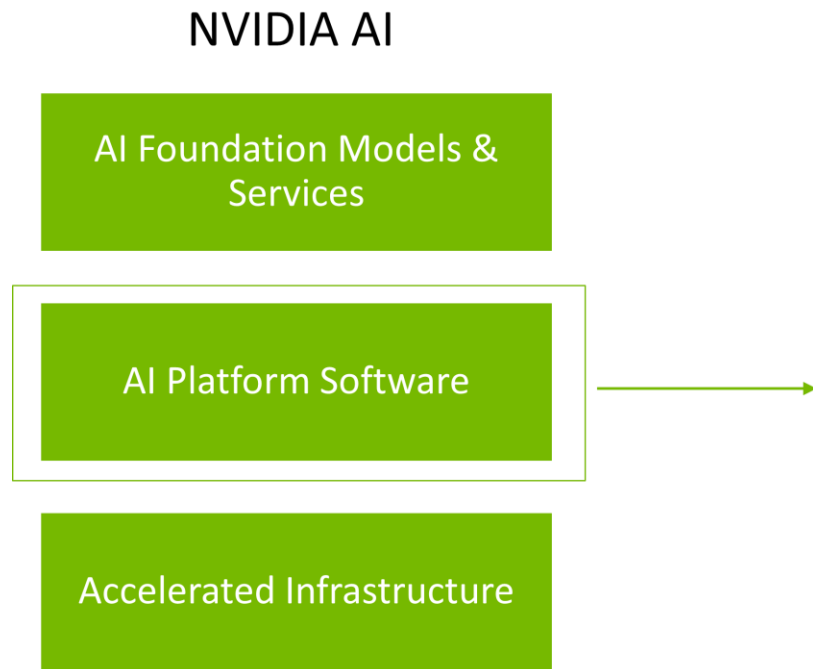 NVIDIA AI
AI Foundation Models &
Services
AI Platform Software
Accelerated Infrastructure